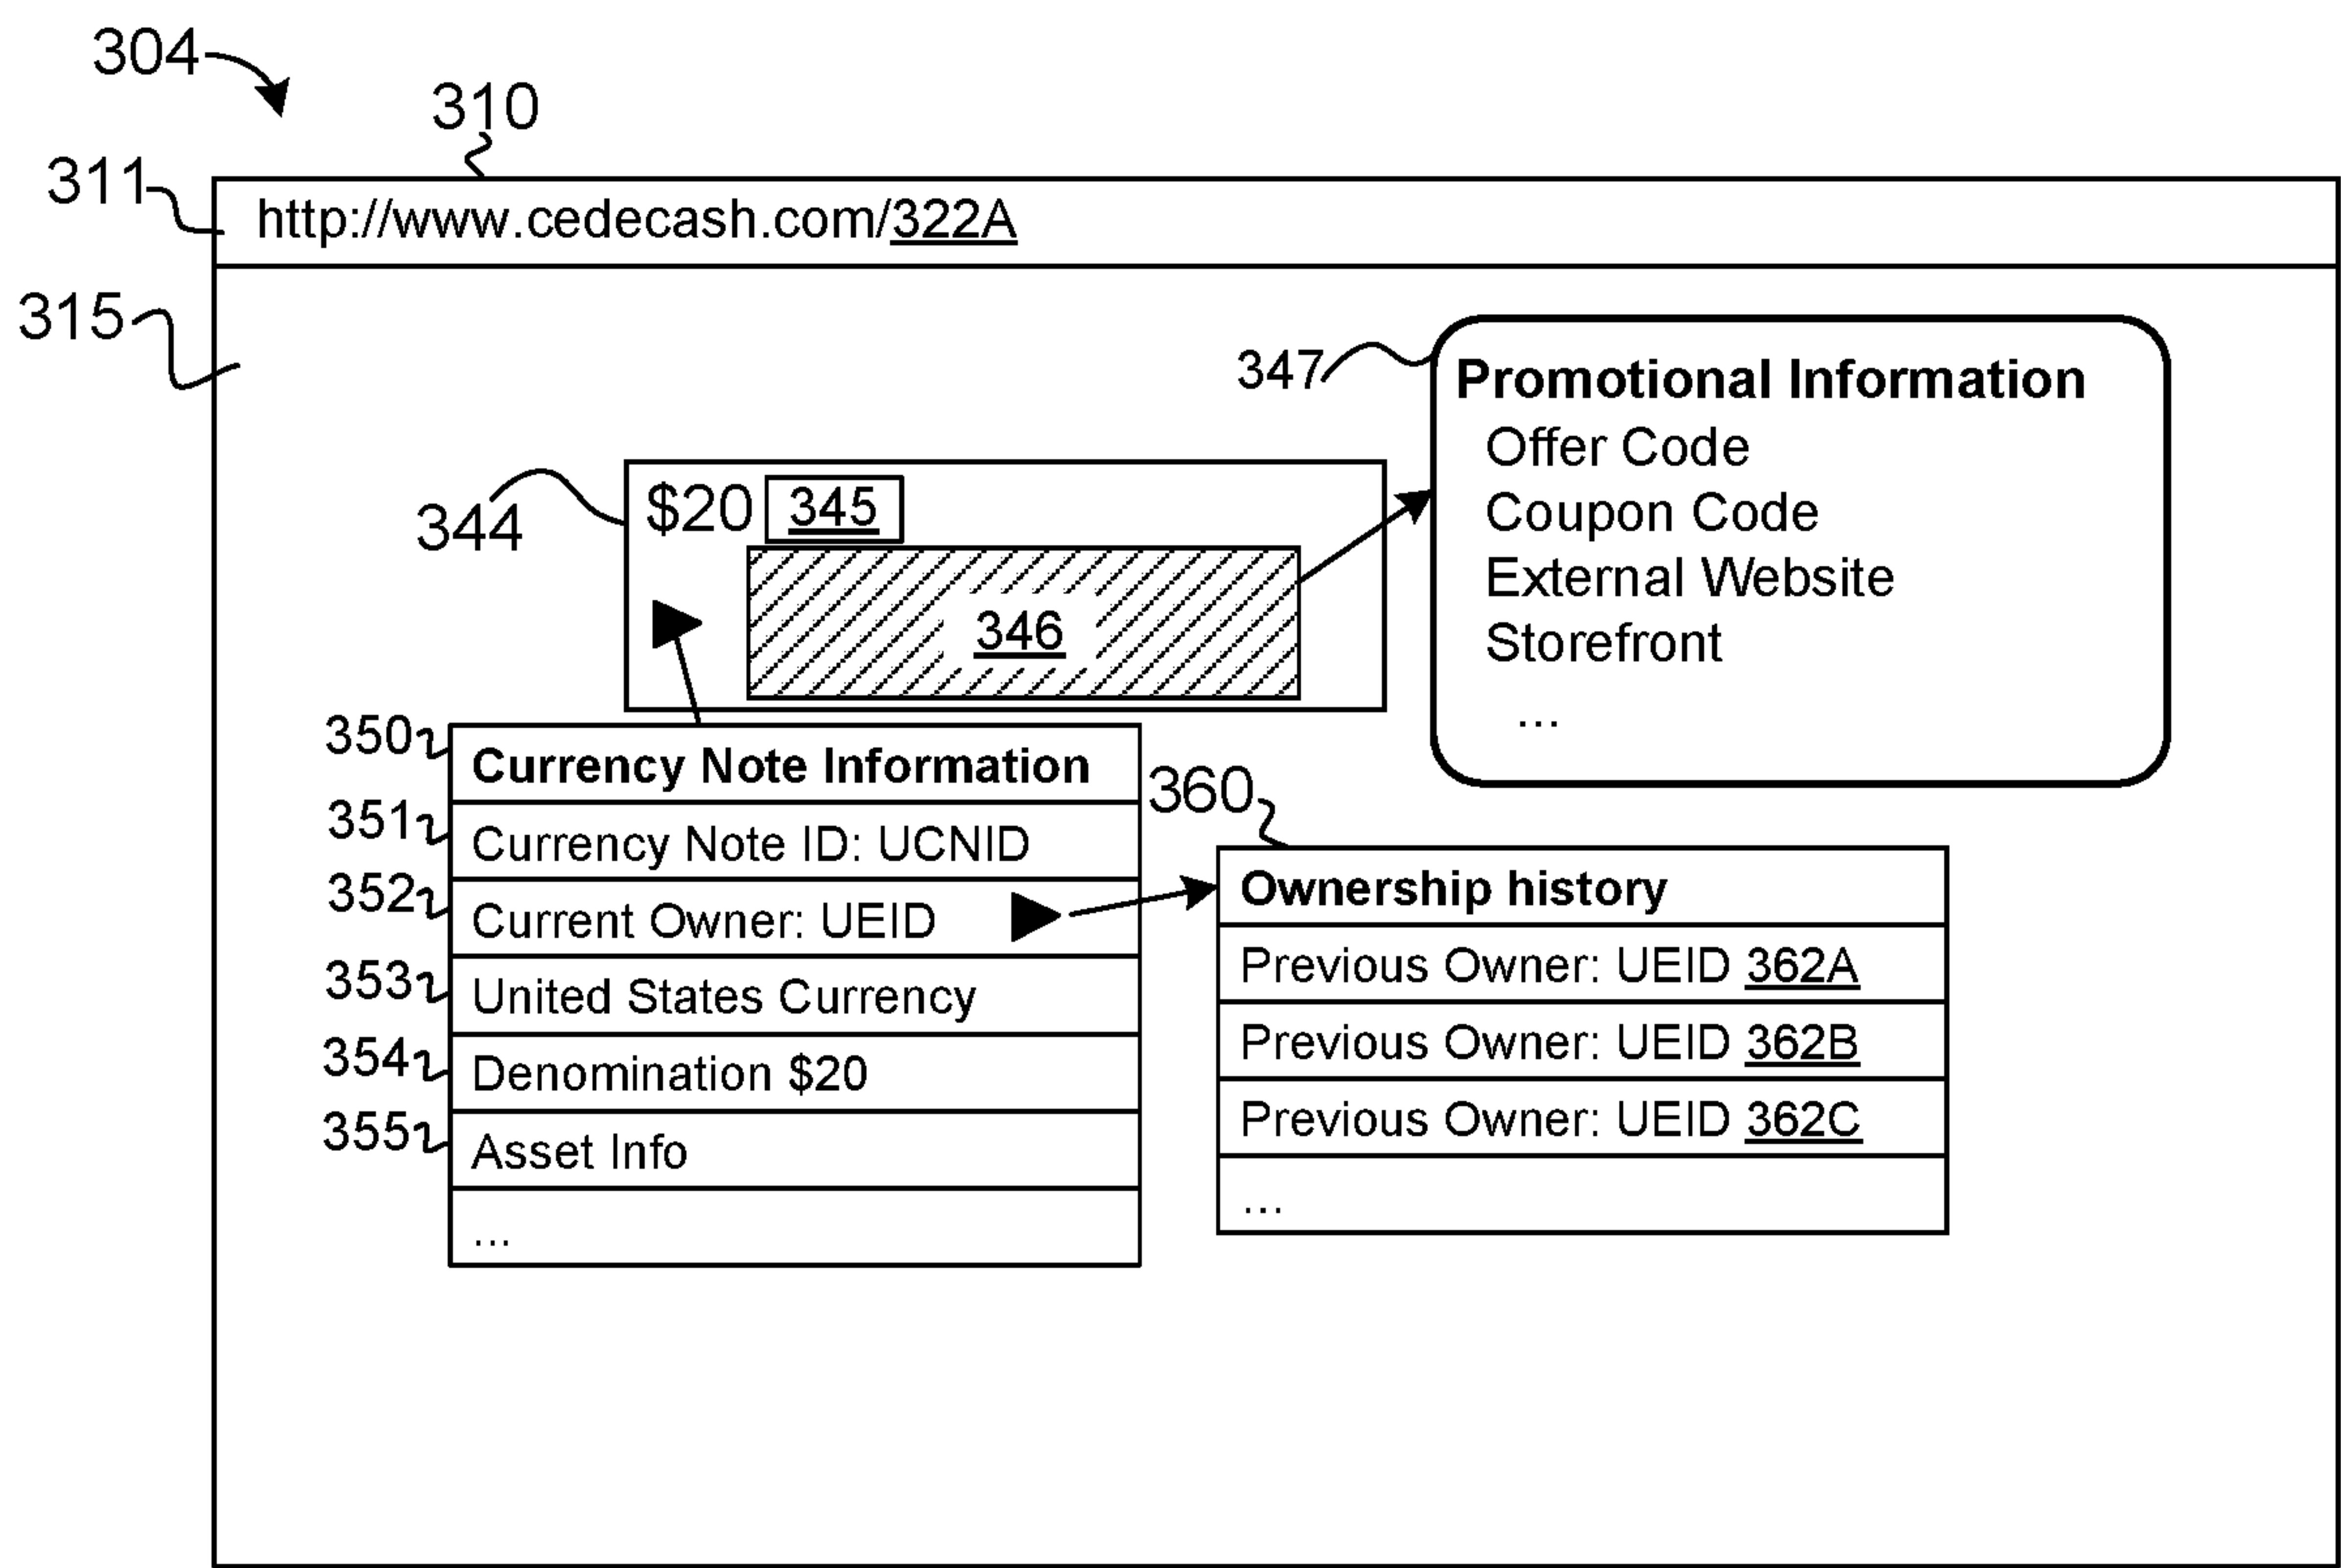 304
310
311
http://www.cedecash.com/322A
315
347
Promotional Information
Offer Code
Coupon Code
External Website
Storefront
...
344
$20 345
346
350
Currency Note Information
351
Currency Note ID: UCNID
352
Current Owner: UEID
353
United States Currency
354
Denomination $20
355
Asset Info
...
360
Ownership history
Previous Owner: UEID 362A
Previous Owner: UEID 362B
Previous Owner: UEID 362C
...